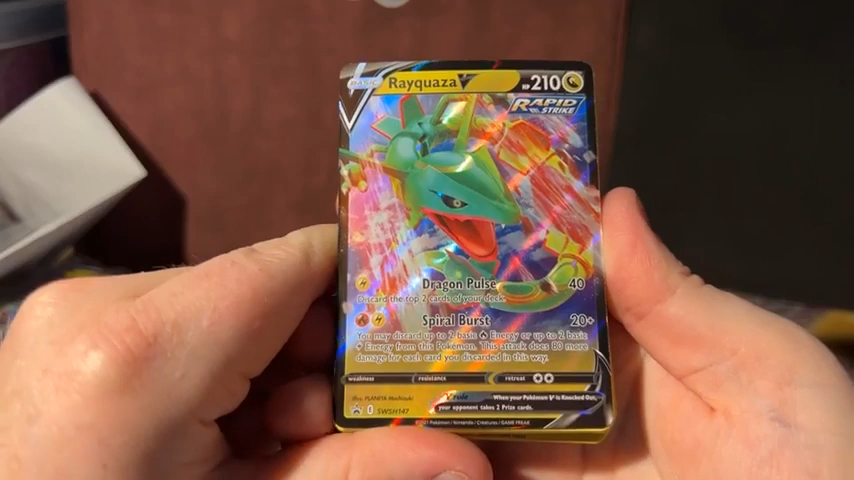 BASIC Rayquaza V HP 210
RAPID
STRIKE
Dragon Pulse 40
Discard the top 2 cards of your deck.
Spiral Burst 20+
You may discard up to 2 basic Energy or up to 2 basic
Energy from this Pokémon. This attack does 80 more
damage for each card you discarded in this way.
weakness resistance retreat
Illus. PLANETA Mochizuki V rule When your Pokémon V is Knocked Out,
your opponent takes 2 Prize cards.
SWSH147
©2021 Pokémon / Nintendo / Creatures / GAME FREAK